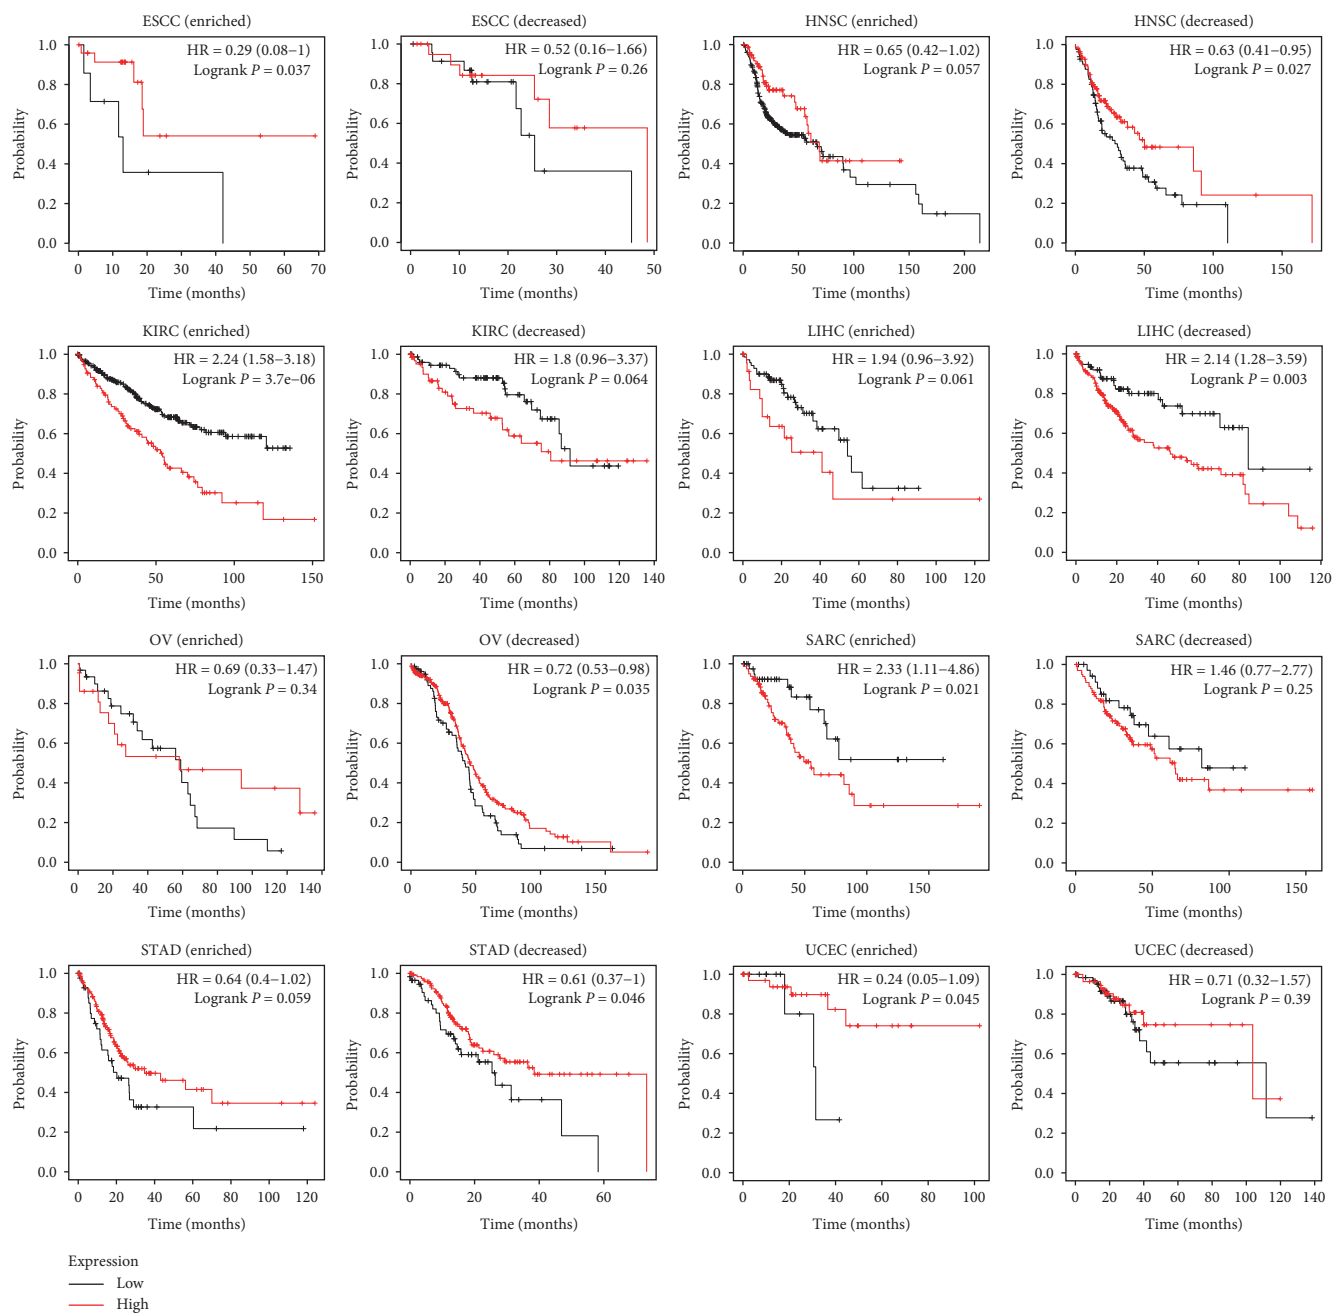 ESCC (enriched)
HR = 0.29 (0.08−1)
Logrank P = 0.037
Probability
1.0
0.8
0.6
0.4
0.2
0.0
0 10 20 30 40 50 60 70
Time (months)
ESCC (decreased)
HR = 0.52 (0.16−1.66)
Logrank P = 0.26
Probability
1.0
0.8
0.6
0.4
0.2
0.0
0 10 20 30 40 50
Time (months)
HNSC (enriched)
HR = 0.65 (0.42−1.02)
Logrank P = 0.057
Probability
1.0
0.8
0.6
0.4
0.2
0.0
0 50 100 150 200
Time (months)
HNSC (decreased)
HR = 0.63 (0.41−0.95)
Logrank P = 0.027
Probability
1.0
0.8
0.6
0.4
0.2
0.0
0 50 100 150
Time (months)
KIRC (enriched)
HR = 2.24 (1.58−3.18)
Logrank P = 3.7e−06
Probability
1.0
0.8
0.6
0.4
0.2
0.0
0 50 100 150
Time (months)
KIRC (decreased)
HR = 1.8 (0.96−3.37)
Logrank P = 0.064
Probability
1.0
0.8
0.6
0.4
0.2
0.0
0 20 40 60 80 100 120 140
Time (months)
LIHC (enriched)
HR = 1.94 (0.96−3.92)
Logrank P = 0.061
Probability
1.0
0.8
0.6
0.4
0.2
0.0
0 20 40 60 80 100 120
Time (months)
LIHC (decreased)
HR = 2.14 (1.28−3.59)
Logrank P = 0.003
Probability
1.0
0.8
0.6
0.4
0.2
0.0
0 20 40 60 80 100 120
Time (months)
OV (enriched)
HR = 0.69 (0.33−1.47)
Logrank P = 0.34
Probability
1.0
0.8
0.6
0.4
0.2
0.0
0 20 40 60 80 100 120 140
Time (months)
OV (decreased)
HR = 0.72 (0.53−0.98)
Logrank P = 0.035
Probability
1.0
0.8
0.6
0.4
0.2
0.0
0 50 100 150
Time (months)
SARC (enriched)
HR = 2.33 (1.11−4.86)
Logrank P = 0.021
Probability
1.0
0.8
0.6
0.4
0.2
0.0
0 50 100 150
Time (months)
SARC (decreased)
HR = 1.46 (0.77−2.77)
Logrank P = 0.25
Probability
1.0
0.8
0.6
0.4
0.2
0.0
0 50 100 150
Time (months)
STAD (enriched)
HR = 0.64 (0.4−1.02)
Logrank P = 0.059
Probability
1.0
0.8
0.6
0.4
0.2
0.0
0 20 40 60 80 100 120
Time (months)
STAD (decreased)
HR = 0.61 (0.37−1)
Logrank P = 0.046
Probability
1.0
0.8
0.6
0.4
0.2
0.0
0 20 40 60
Time (months)
UCEC (enriched)
HR = 0.24 (0.05−1.09)
Logrank P = 0.045
Probability
1.0
0.8
0.6
0.4
0.2
0.0
0 20 40 60 80 100
Time (months)
UCEC (decreased)
HR = 0.71 (0.32−1.57)
Logrank P = 0.39
Probability
1.0
0.8
0.6
0.4
0.2
0.0
0 20 40 60 80 100 120 140
Time (months)
Expression
Low
High